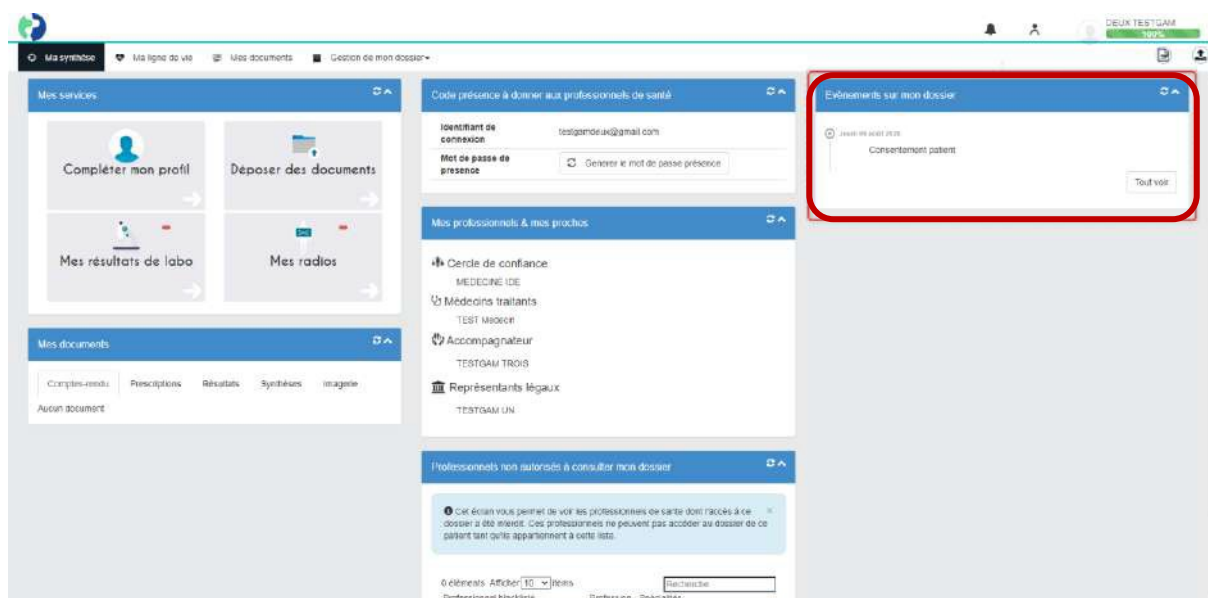 DEUX TESTGAM
100%
Ma synthèse
Ma ligne de vie
Mes documents
Gestion de mon dossier
Mes services
Compléter mon profil
Déposer des documents
Mes résultats de labo
Mes radios
Mes documents
Comptes-rendu Prescriptions Résultats Synthèses Imagerie
Aucun document
Code présence à donner aux professionnels de santé
Identifiant de connexion
testgamdeux@gmail.com
Mot de passe de presence
Generer le mot de passe présence
Mes professionnels & mes proches
Cercle de confiance
MEDECINE IDE
Médecins traitants
TEST Medecin
Accompagnateur
TESTGAM TROIS
Représentants légaux
TESTGAM UN
Professionnels non autorisés à consulter mon dossier
Cet écran vous permet de voir les professionnels de santé dont l'accès à ce
dossier a été interdit. Ces professionnels ne peuvent pas accéder au dossier de ce
patient tant qu'ils appartiennent à cette liste.
0 éléments Afficher 10 items
Recherche
Evènements sur mon dossier
Consentement patient
Tout voir